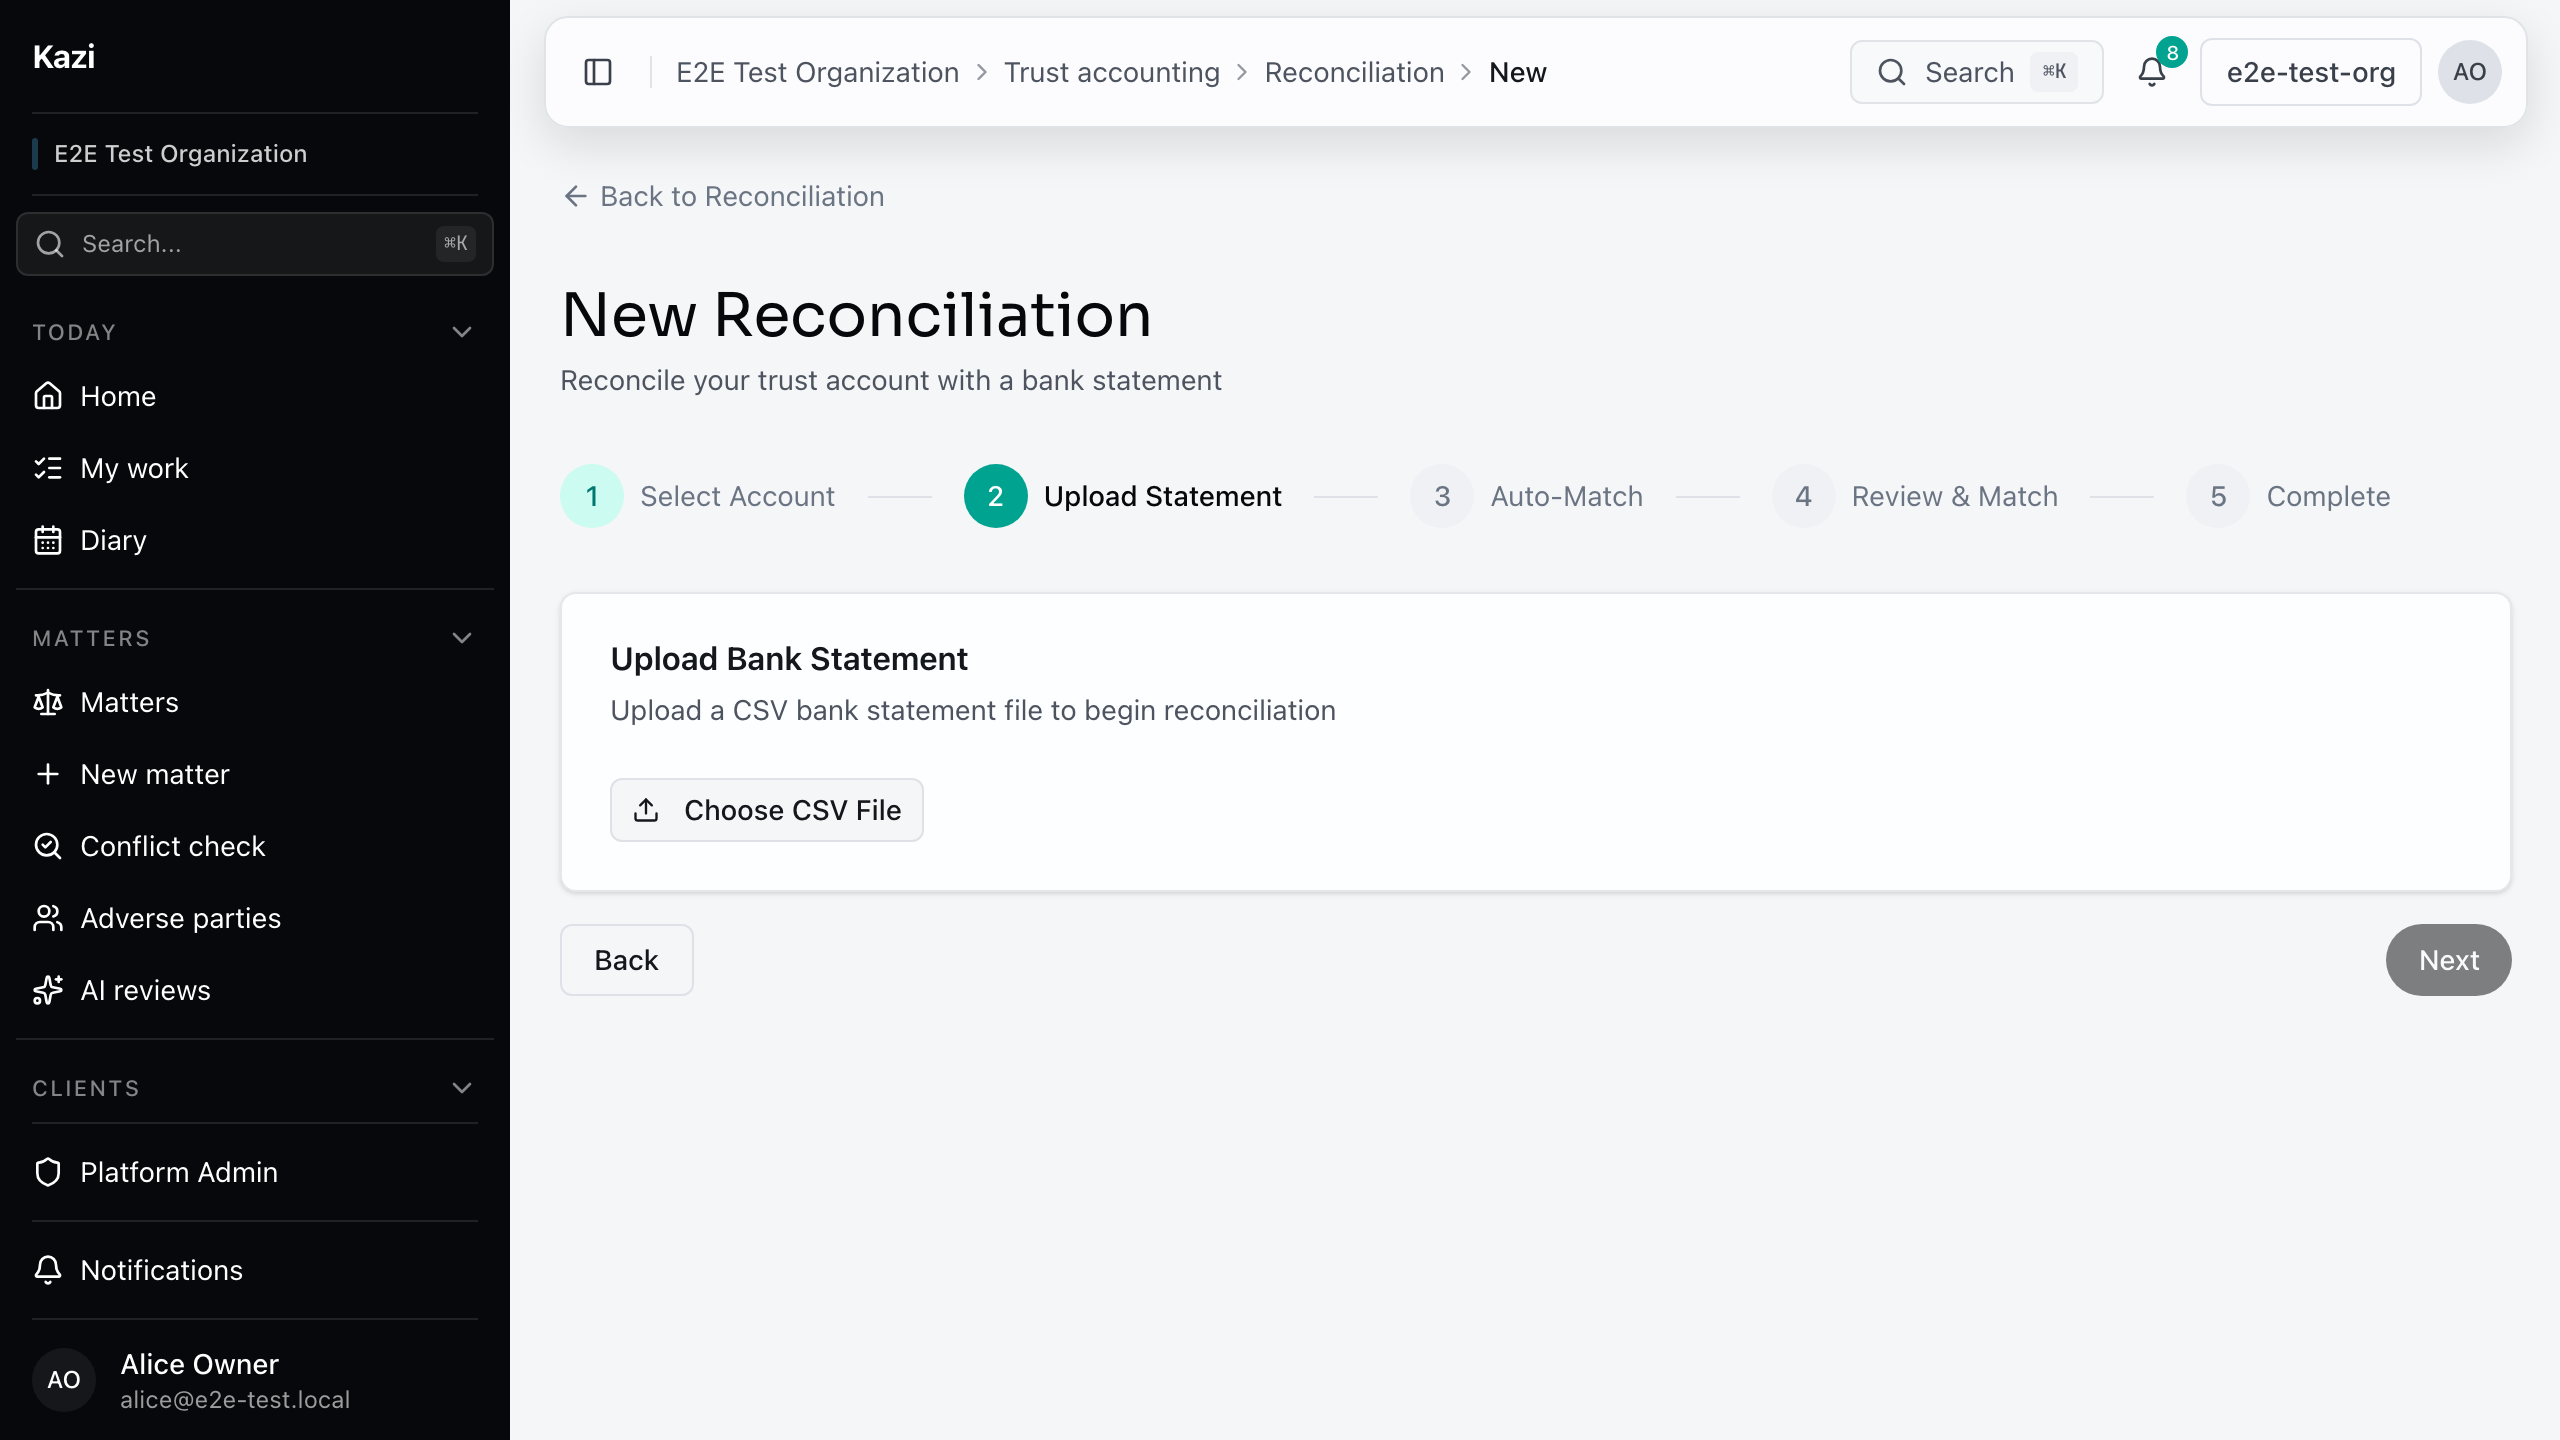 Kazi
E2E Test Organization
Search...
⌘K
TODAY
Home
My work
Diary
MATTERS
Matters
New matter
Conflict check
Adverse parties
AI reviews
CLIENTS
Platform Admin
Notifications
AO
Alice Owner
alice@e2e-test.local
E2E Test Organization > Trust accounting > Reconciliation > New
Search ⌘K
8
e2e-test-org
AO
Back to Reconciliation
New Reconciliation
Reconcile your trust account with a bank statement
1 Select Account
2 Upload Statement
3 Auto-Match
4 Review & Match
5 Complete
Upload Bank Statement
Upload a CSV bank statement file to begin reconciliation
Choose CSV File
Back
Next